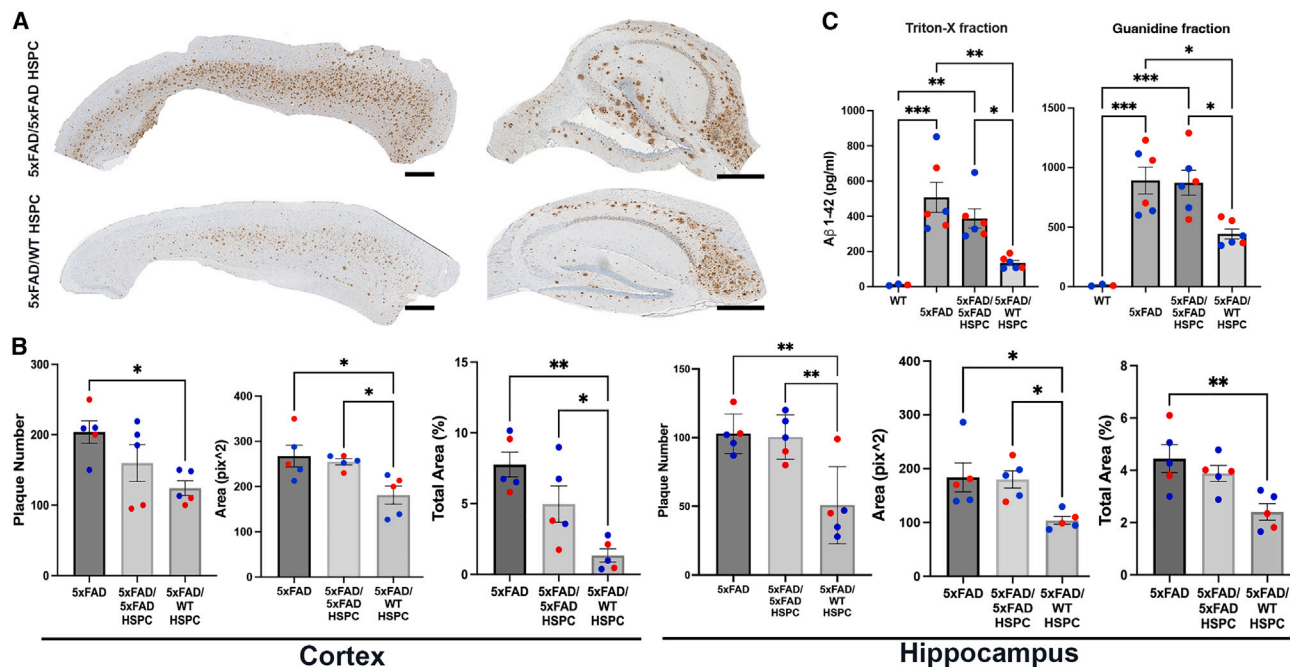 A
5xFAD/5xFAD HSPC
5xFAD/WT HSPC
C
Triton-X fraction
Guanidine fraction
Aβ 1-42 (pg/ml)
1000
800
600
400
200
0
**
**
***
*
WT
5xFAD
5xFAD/
5xFAD
HSPC
5xFAD/
WT
HSPC
1500
1000
500
0
*
***
***
*
WT
5xFAD
5xFAD/
5xFAD
HSPC
5xFAD/
WT
HSPC
B
Plaque Number
300
200
100
0
*
5xFAD
5xFAD/
5xFAD
HSPC
5xFAD/
WT
HSPC
Area (pix^2)
400
300
200
100
0
*
*
5xFAD
5xFAD/
5xFAD
HSPC
5xFAD/
WT
HSPC
Total Area (%)
15
10
5
0
**
*
5xFAD
5xFAD/
5xFAD
HSPC
5xFAD/
WT
HSPC
Plaque Number
150
100
50
0
**
**
5xFAD
5xFAD/
5xFAD
HSPC
5xFAD/
WT
HSPC
Area (pix^2)
400
300
200
100
0
*
*
5xFAD
5xFAD/
5xFAD
HSPC
5xFAD/
WT
HSPC
Total Area (%)
8
6
4
2
0
**
5xFAD
5xFAD/
5xFAD
HSPC
5xFAD/
WT
HSPC
Cortex
Hippocampus